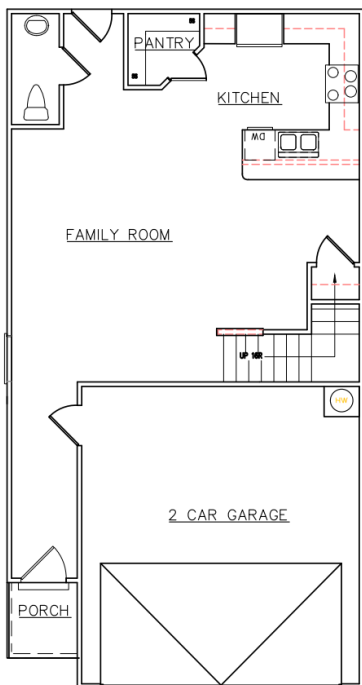 PANTRY
KITCHEN
DW
FAMILY ROOM
UP 16R
HW
2 CAR GARAGE
PORCH